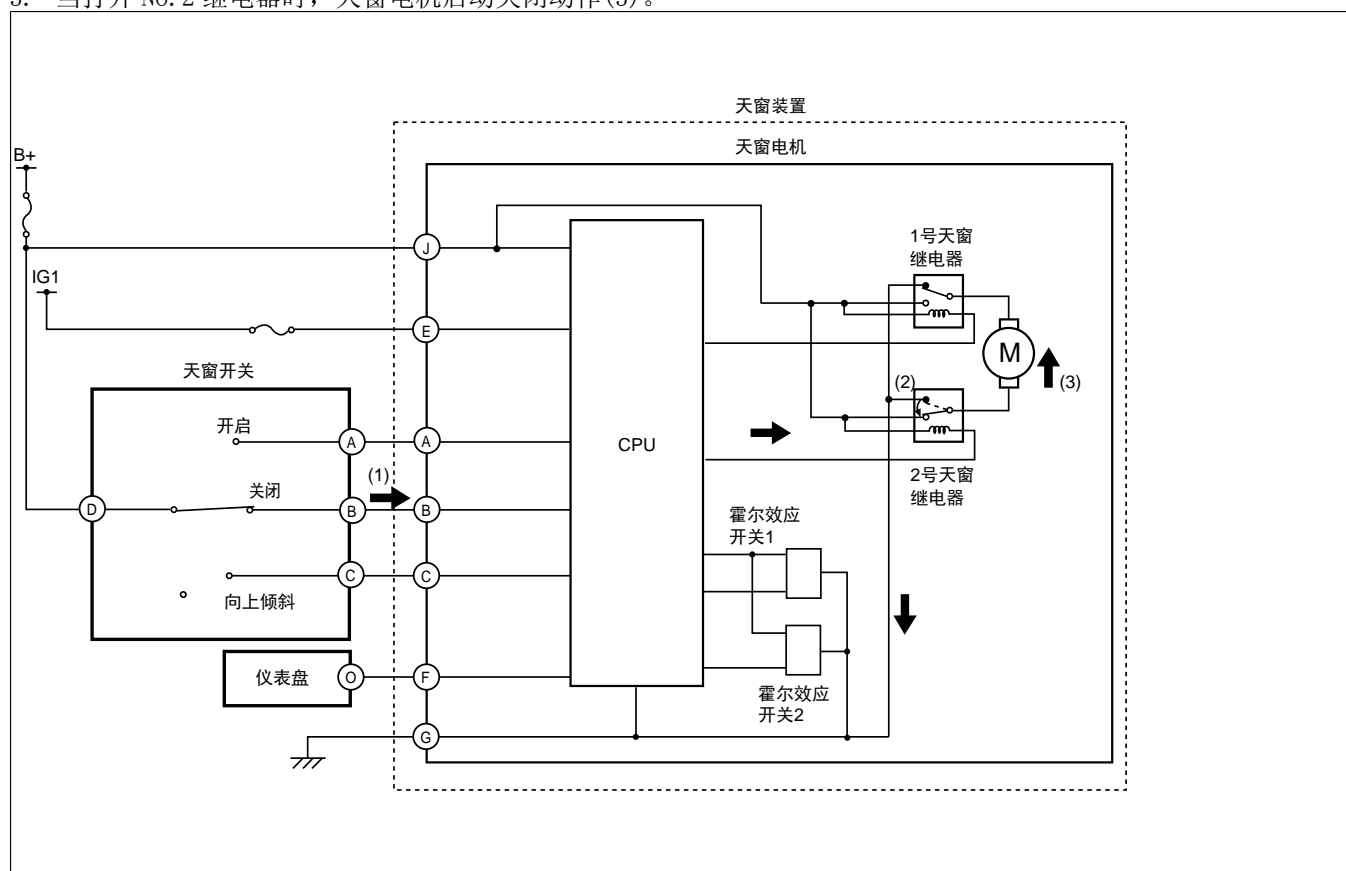 3. 当打开 No.2 继电器时，天窗电机启动关闭动作(3)。
天窗装置
天窗电机
B+
J
1号天窗
继电器
IG1
E
M
(3)
天窗开关
(2)
开启
A
A
CPU
(1)
2号天窗
继电器
关闭
D
B
B
霍尔效应
开关1
C
C
向上倾斜
仪表盘
O
F
霍尔效应
开关2
G